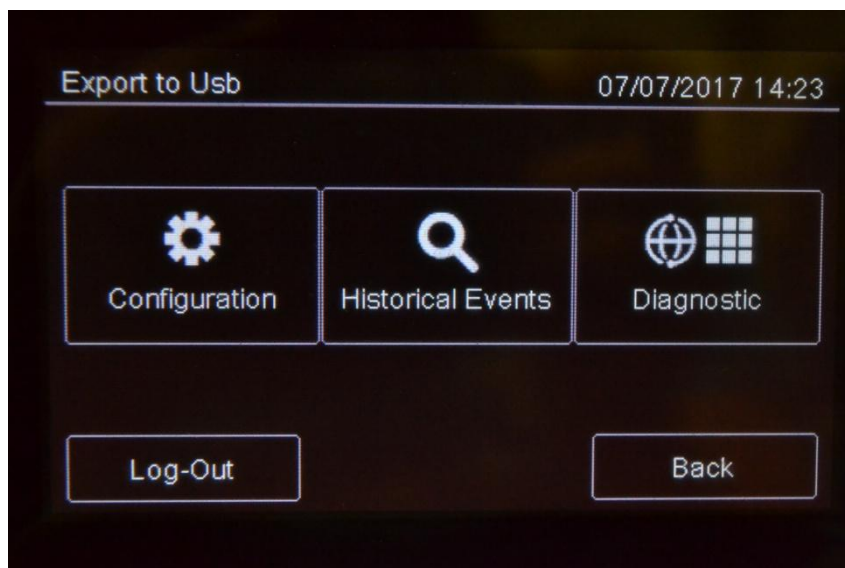 Export to Usb 07/07/2017 14:23
Configuration Historical Events Diagnostic
Log-Out Back